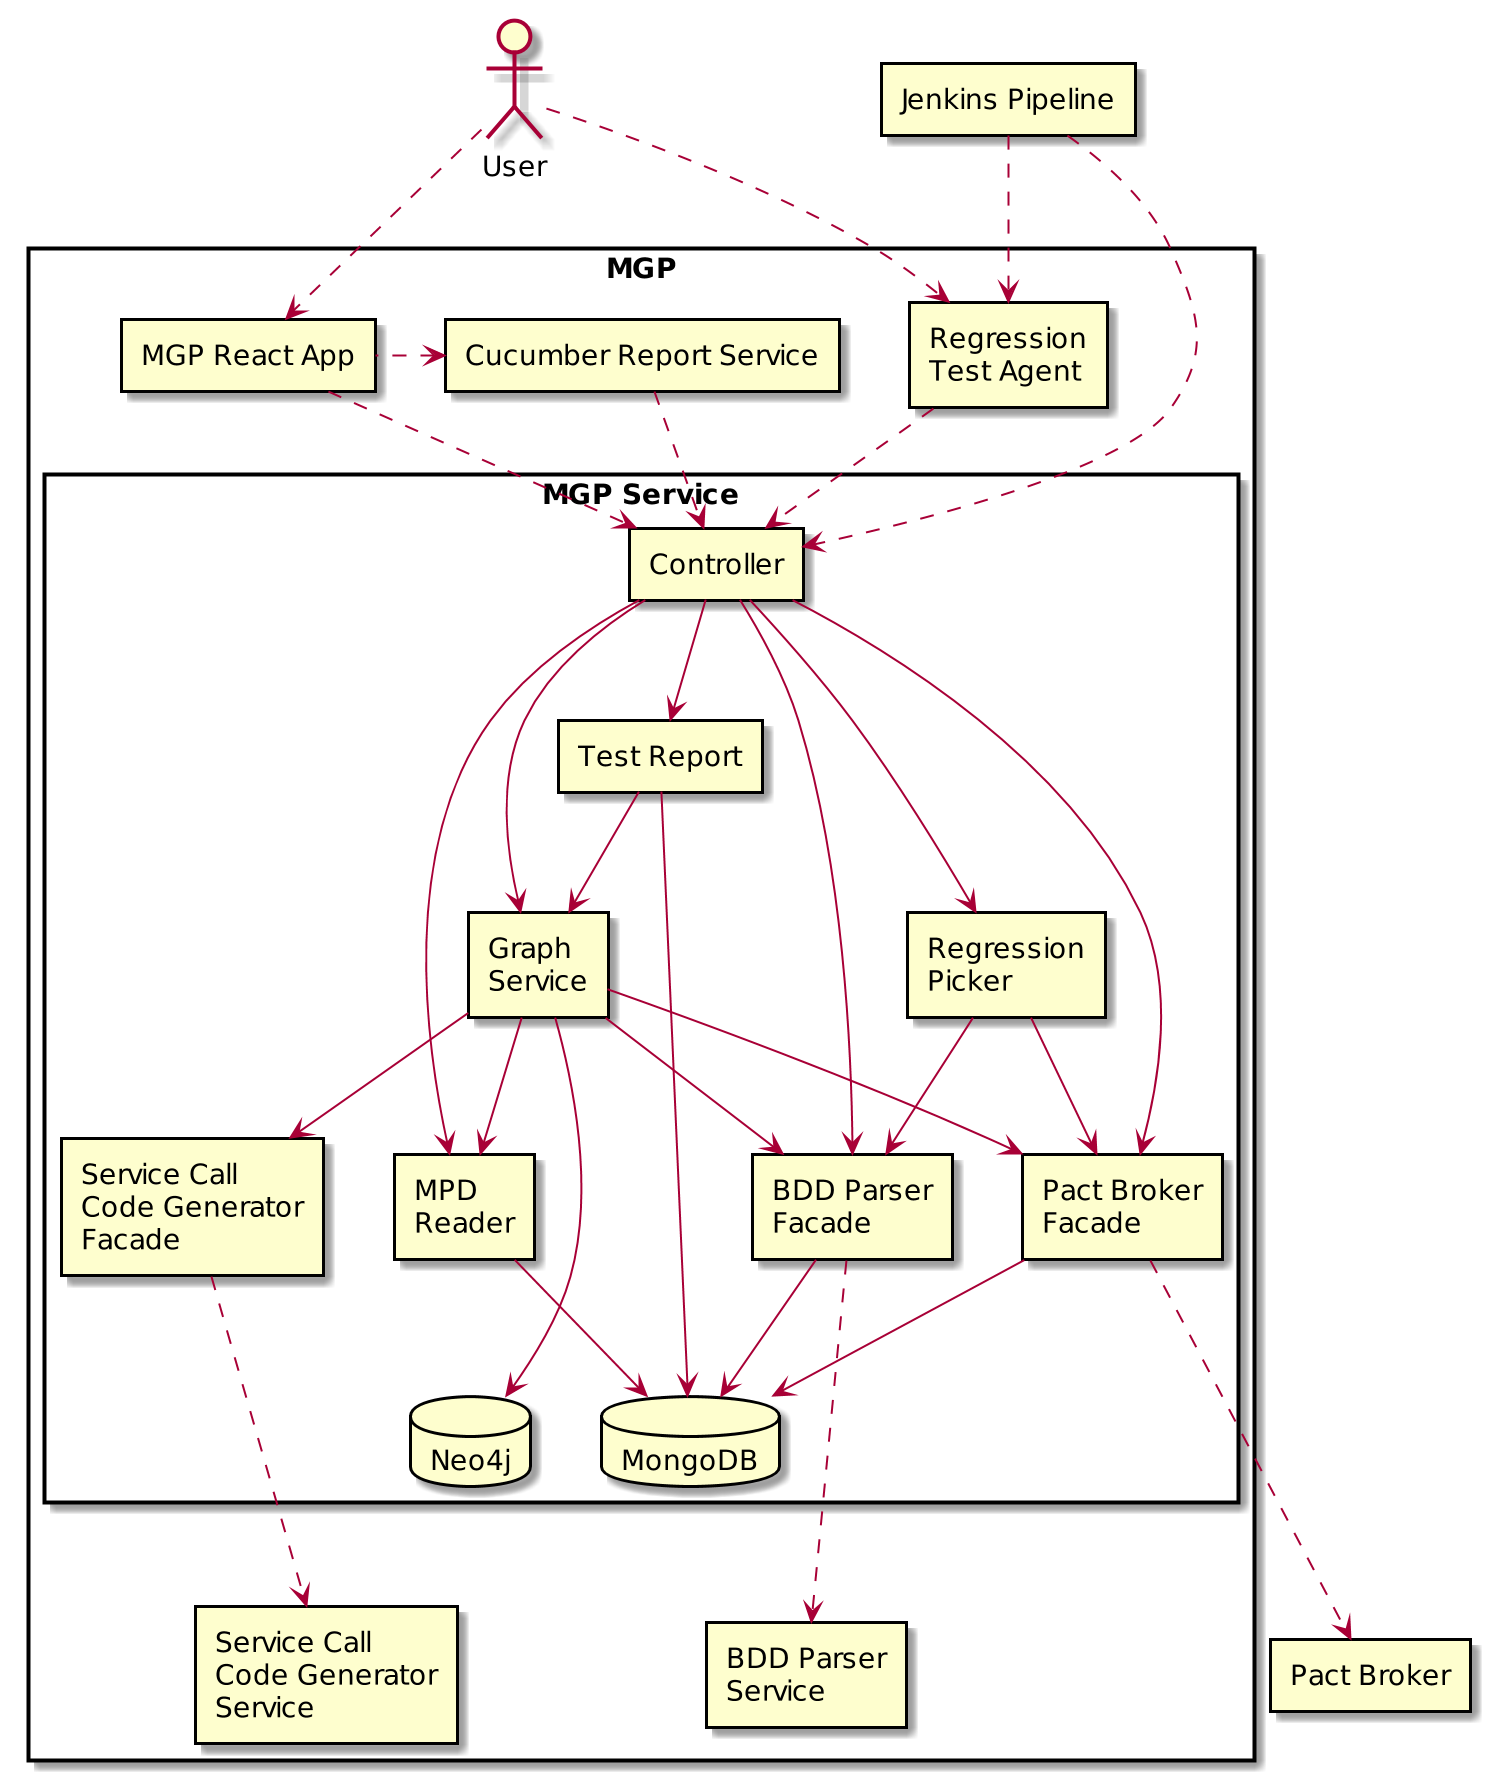 User
Jenkins Pipeline
MGP
MGP React App
Cucumber Report Service
Regression
Test Agent
MGP Service
Controller
Test Report
Graph
Service
Regression
Picker
Service Call
Code Generator
Facade
MPD
Reader
BDD Parser
Facade
Pact Broker
Facade
Neo4j
MongoDB
Service Call
Code Generator
Service
BDD Parser
Service
Pact Broker